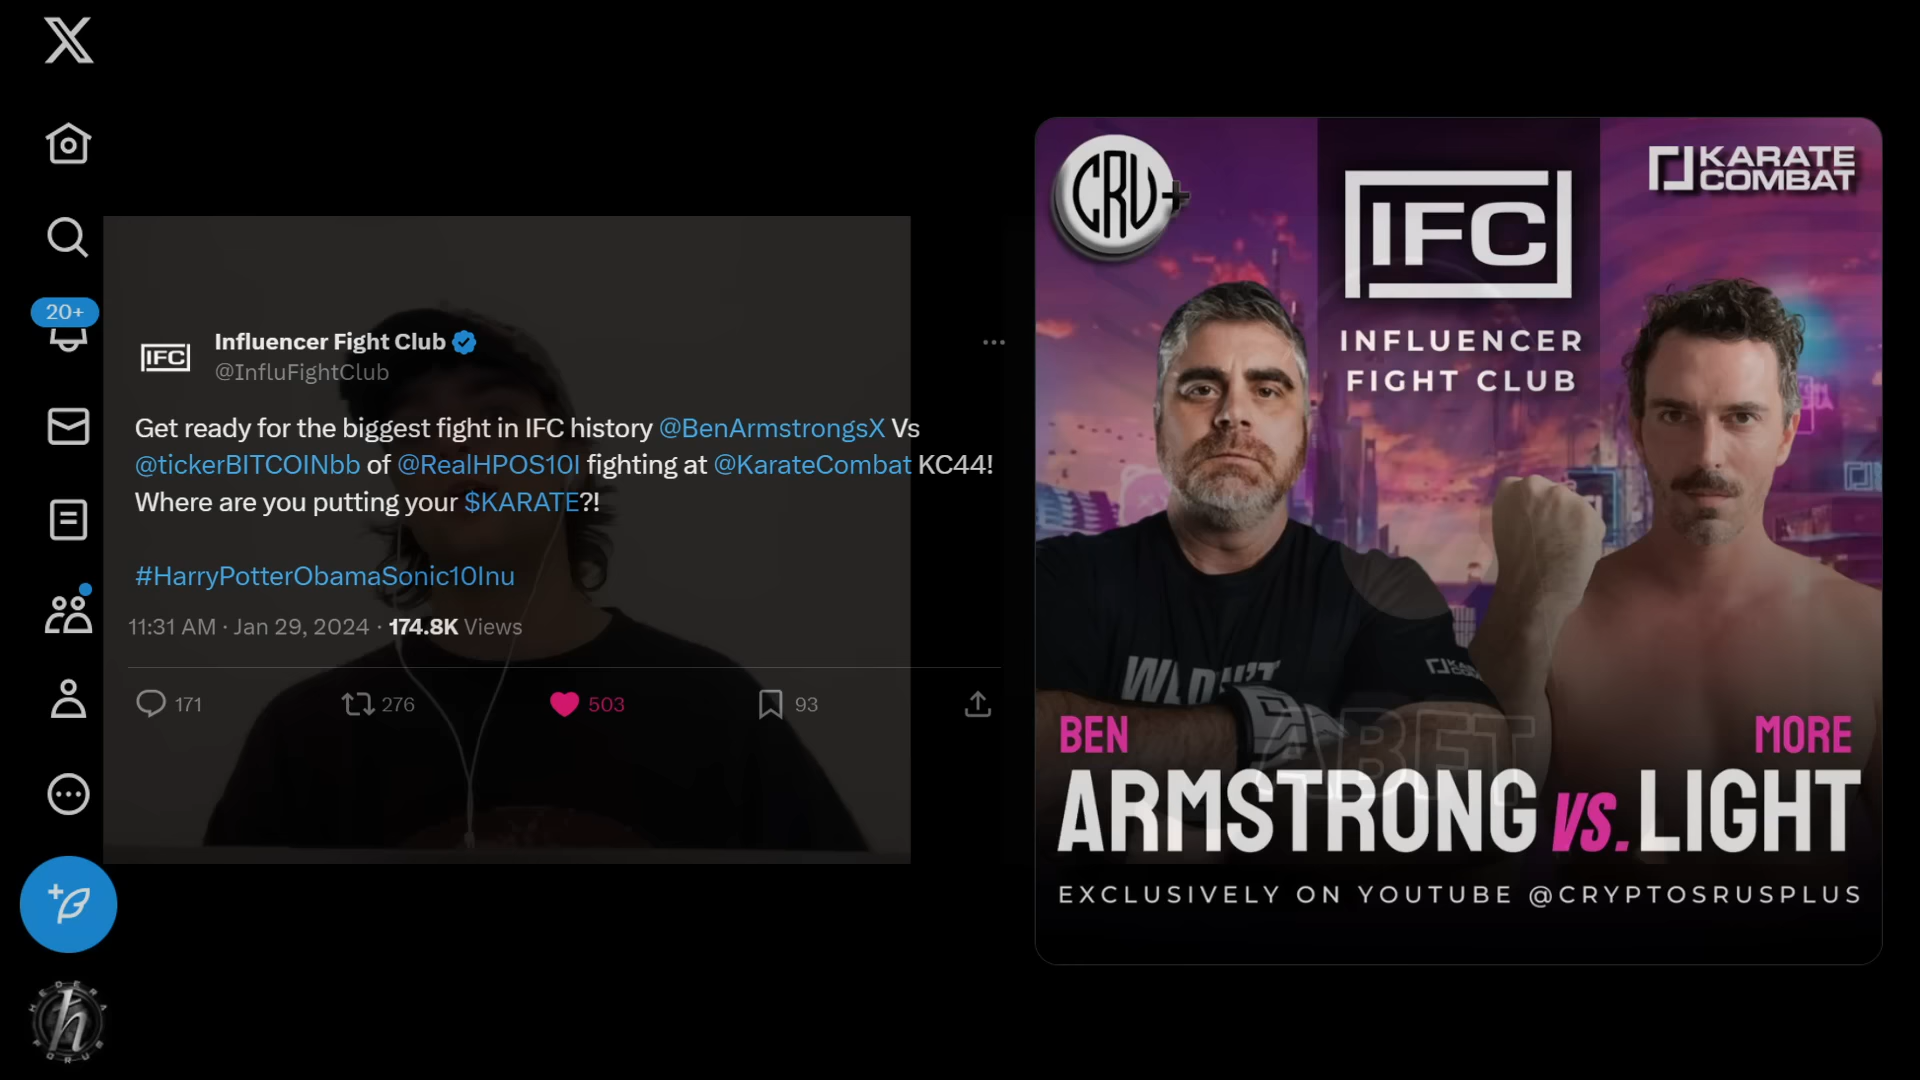 20+
IFC
Influencer Fight Club
@InfluFightClub
Get ready for the biggest fight in IFC history @BenArmstrongsX Vs
@tickerBITCOINbb of @RealHPOS10I fighting at @KarateCombat KC44!
Where are you putting your $KARATE?!
#HarryPotterObamaSonic10Inu
11:31 AM · Jan 29, 2024 · 174.8K Views
171 276 503 93
HEDERA
ħ
FORUM
CRU+
KARATE
COMBAT
IFC
INFLUENCER
FIGHT CLUB
ABET
BEN
MORE
ARMSTRONG VS. LIGHT
EXCLUSIVELY ON YOUTUBE @CRYPTOSRUSPLUS